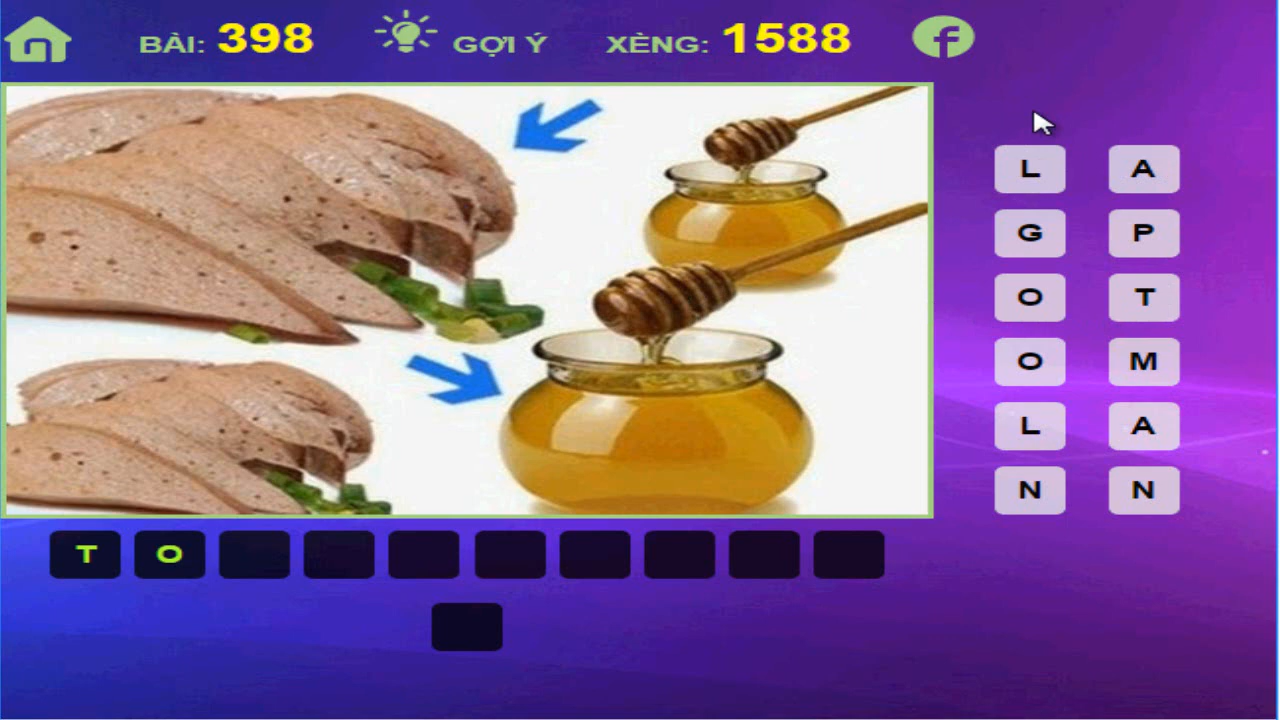 BÀI: 398 GỢI Ý XÈNG: 1588 f
L A
G P
O T
O M
L A
N N
T O